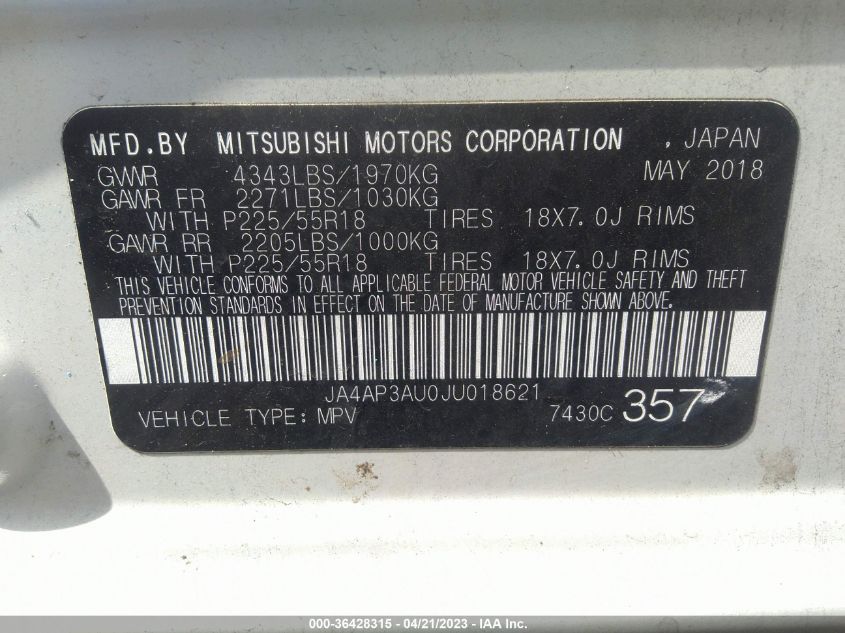 MFD.BY MITSUBISHI MOTORS CORPORATION , JAPAN
GVWR 4343LBS/1970KG MAY 2018
GAWR FR 2271LBS/1030KG
WITH P225/55R18 TIRES 18X7.0J RIMS
GAWR RR 2205LBS/1000KG
WITH P225/55R18 TIRES 18X7.0J RIMS
THIS VEHICLE CONFORMS TO ALL APPLICABLE FEDERAL MOTOR VEHICLE SAFETY AND THEFT
PREVENTION STANDARDS IN EFFECT ON THE DATE OF MANUFACTURE SHOWN ABOVE.
JA4AP3AU0JU018621
VEHICLE TYPE:MPV 7430C 357
000-36428315 - 04/21/2023 - IAA Inc.